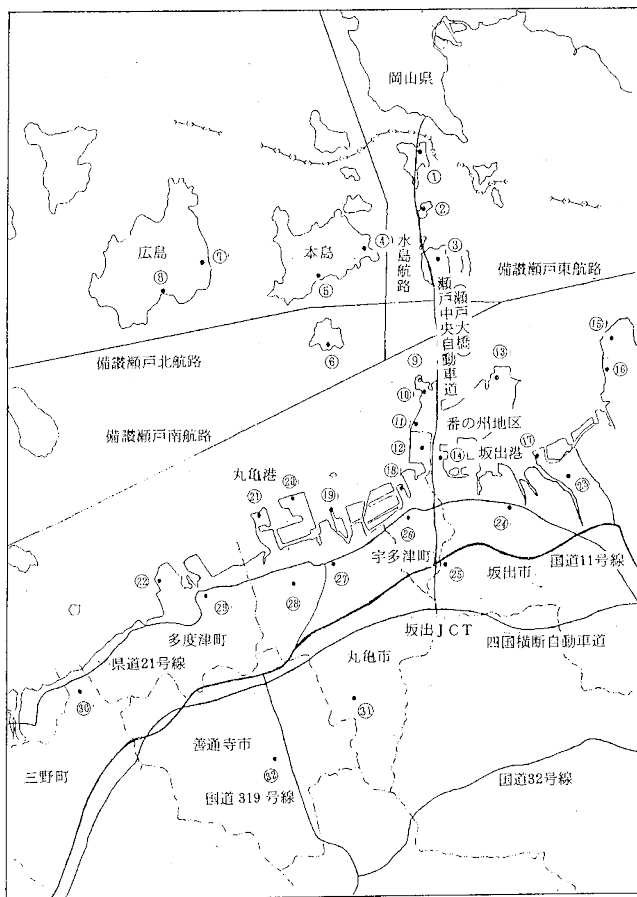 岡山県
①
②
水島航路
③
④
本島
⑤
広島
⑦
⑧
備讃瀬戸東航路
瀬戸中央自動車道
(瀬戸大橋)
⑥
備讃瀬戸北航路
備讃瀬戸南航路
⑨
⑩
⑪
⑫
⑬
番の州地区
⑭
坂出港
⑮
⑯
⑰
⑱
丸亀港
⑲
⑳
㉑
㉒
㉓
㉔
㉕
㉖
宇多津町
㉗
㉘
㉙
国道11号線
坂出市
坂出JCT
四国横断自動車道
多度津町
県道21号線
丸亀市
㉚
㉛
善通寺市
㉜
三野町
国道319号線
国道32号線